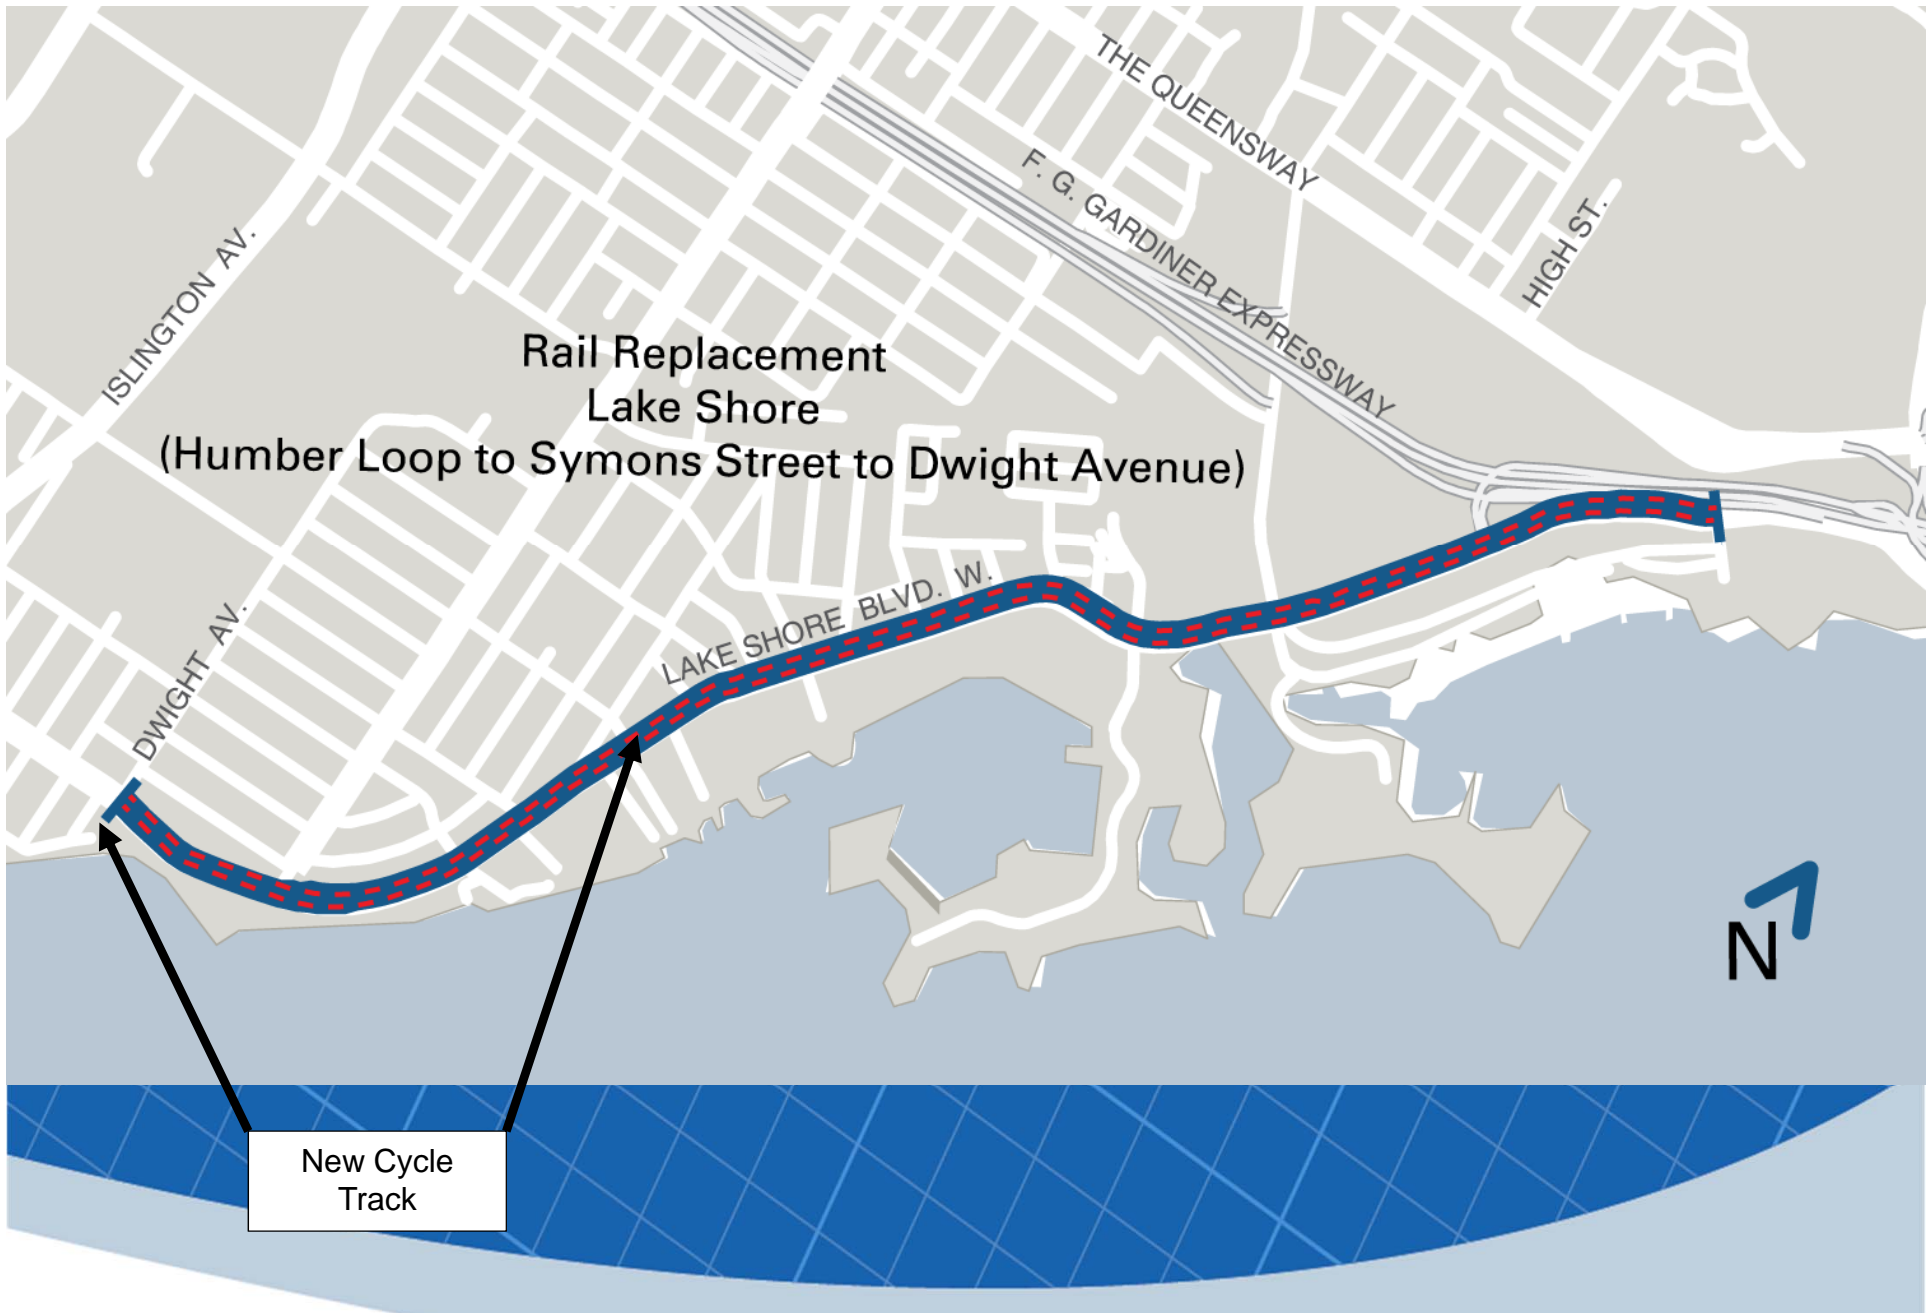 THE QUEENSWAY
F. G. GARDINER EXPRESSWAY
HIGH ST.
ISLINGTON AV.
Rail Replacement
Lake Shore
(Humber Loop to Symons Street to Dwight Avenue)
LAKE SHORE BLVD. W.
DWIGHT AV.
N
New Cycle
Track